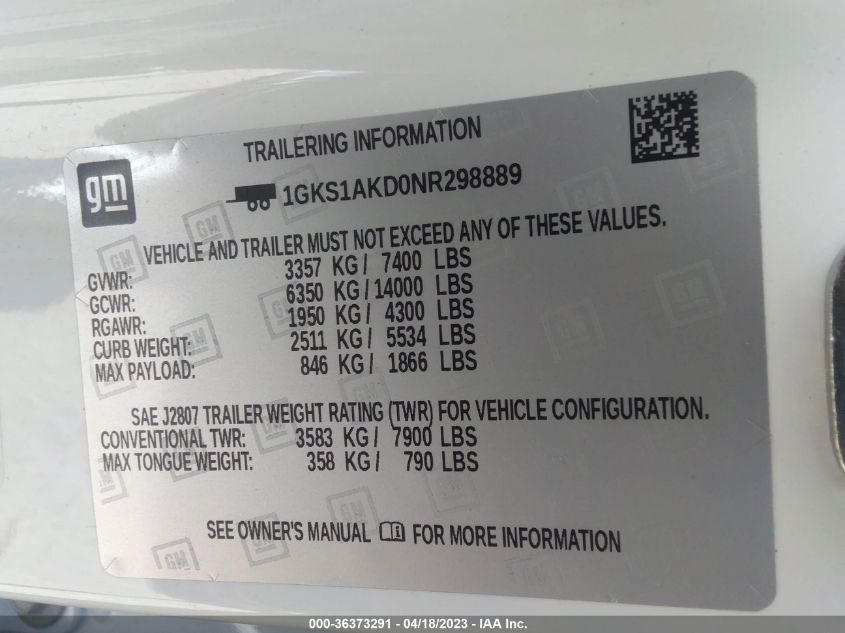 TRAILERING INFORMATION
gm
1GKS1AKD0NR298889
VEHICLE AND TRAILER MUST NOT EXCEED ANY OF THESE VALUES.
GVWR: 3357 KG / 7400 LBS
GCWR: 6350 KG / 14000 LBS
RGAWR: 1950 KG / 4300 LBS
CURB WEIGHT: 2511 KG / 5534 LBS
MAX PAYLOAD: 846 KG / 1866 LBS
SAE J2807 TRAILER WEIGHT RATING (TWR) FOR VEHICLE CONFIGURATION.
CONVENTIONAL TWR: 3583 KG / 7900 LBS
MAX TONGUE WEIGHT: 358 KG / 790 LBS
SEE OWNER'S MANUAL FOR MORE INFORMATION
000-36373291 - 04/18/2023 - IAA Inc.